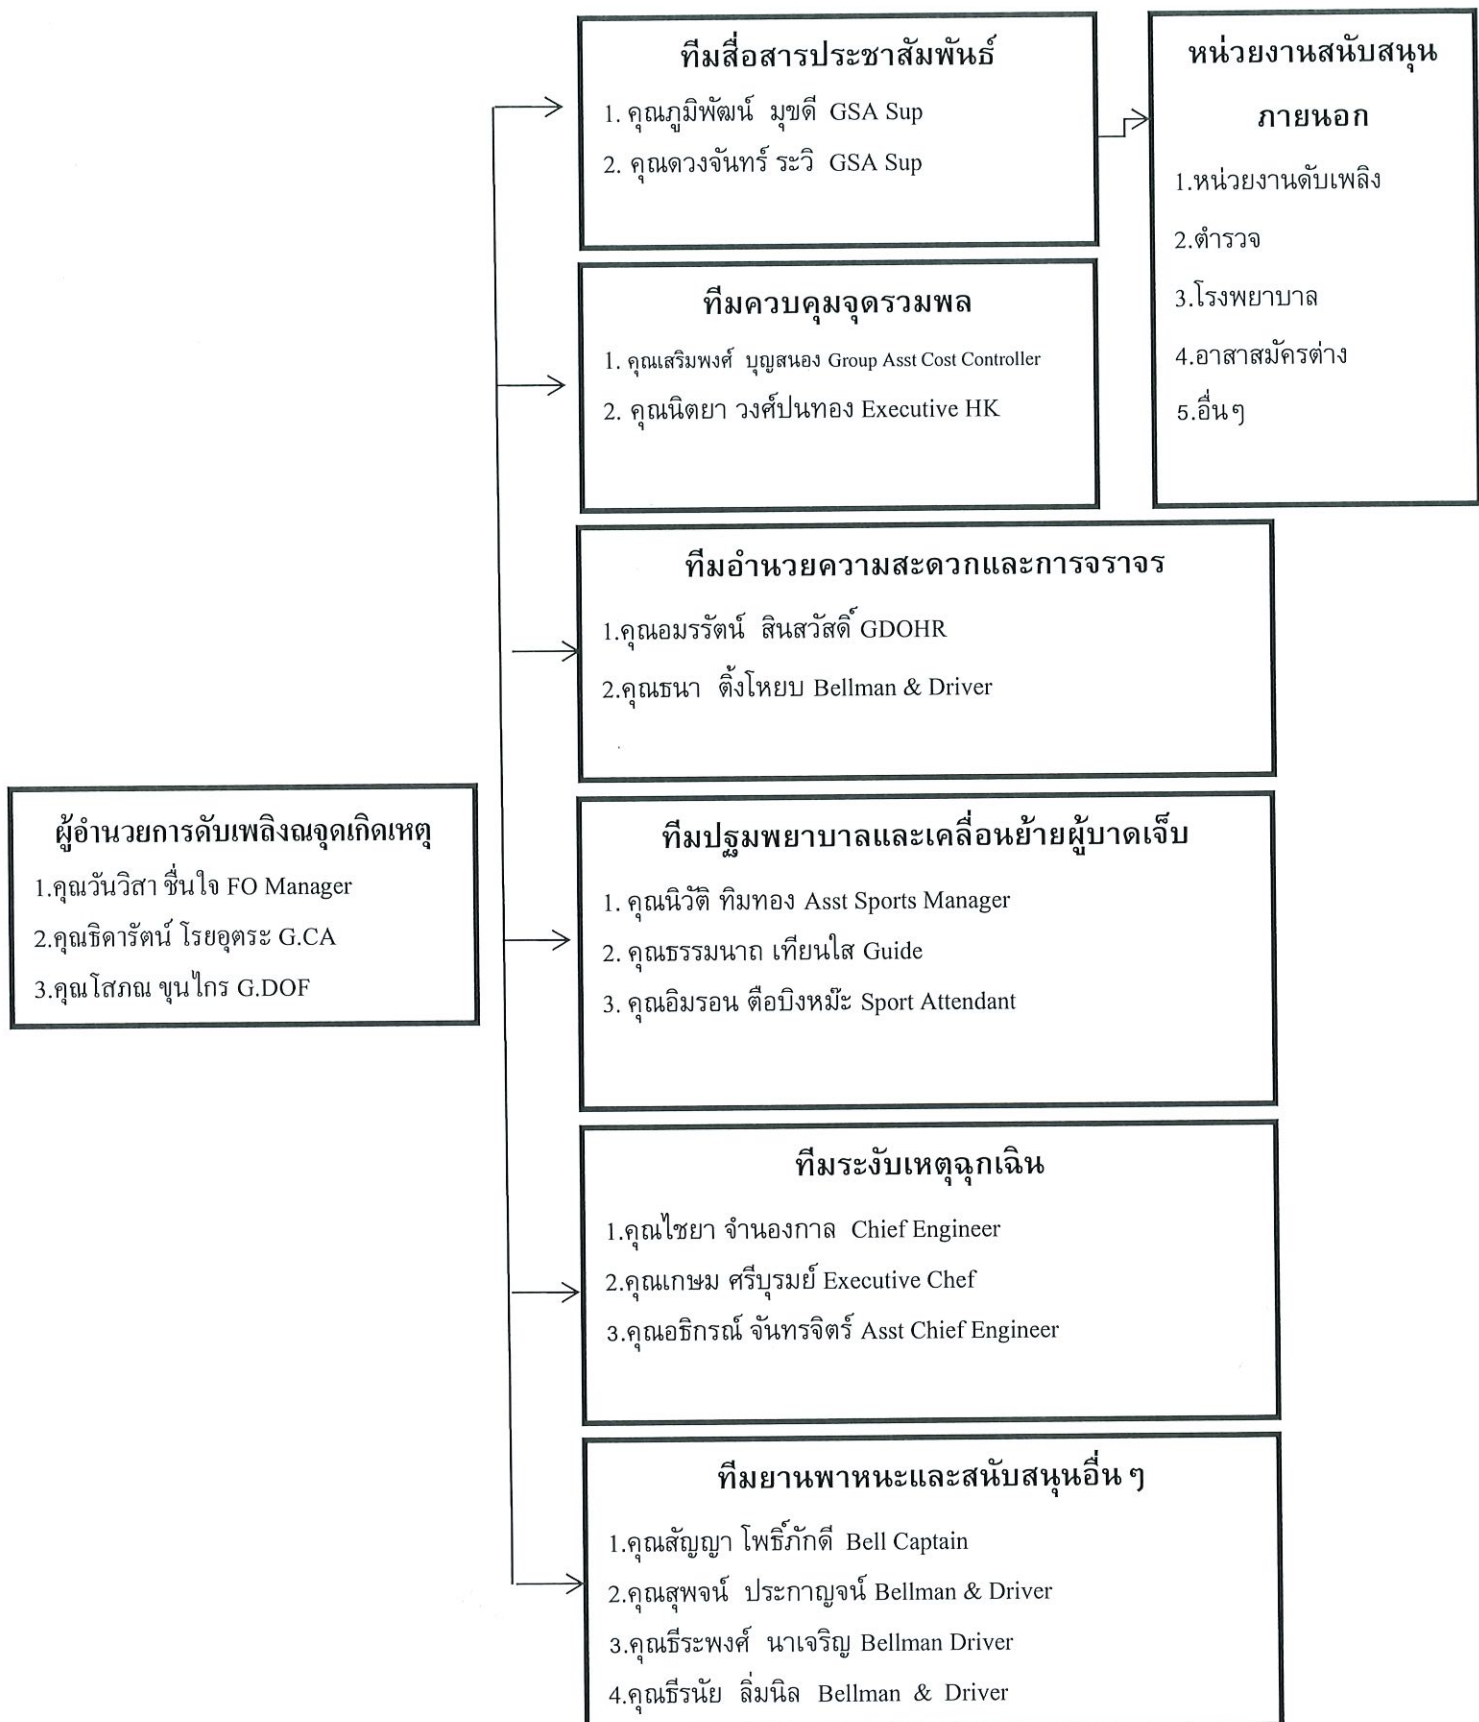 ทีมสื่อสารประชาสัมพันธ์
1. คุณภูมิพัฒน์ มุขดี GSA Sup
2. คุณดวงจันทร์ ระวิ GSA Sup
หน่วยงานสนับสนุน
ภายนอก
1.หน่วยงานดับเพลิง
2.ตำรวจ
3.โรงพยาบาล
4.อาสาสมัครต่าง
5.อื่นๆ
ทีมควบคุมจุดรวมพล
1. คุณเสริมพงศ์ บุญสนอง Group Asst Cost Controller
2. คุณนิตยา วงศ์ปนทอง Executive HK
ทีมอำนวยความสะดวกและการจราจร
1.คุณอมรรัตน์ สินสวัสดิ์ GDOHR
2.คุณธนา ติ้งโหยบ Bellman & Driver
ผู้อำนวยการดับเพลิงณจุดเกิดเหตุ
1.คุณวันวิสา ชื่นใจ FO Manager
2.คุณธิดารัตน์ โรยอุตระ G.CA
3.คุณโสภณ ขุนไกร G.DOF
ทีมปฐมพยาบาลและเคลื่อนย้ายผู้บาดเจ็บ
1. คุณนิวัติ ทิมทอง Asst Sports Manager
2. คุณธรรมนาถ เทียนใส Guide
3. คุณอิมรอน ตือบิงหม๊ะ Sport Attendant
ทีมระงับเหตุฉุกเฉิน
1.คุณไชยา จำนองกาล Chief Engineer
2.คุณเกษม ศรีบุรมย์ Executive Chef
3.คุณอธิกรณ์ จันทรจิตร์ Asst Chief Engineer
ทีมยานพาหนะและสนับสนุนอื่น ๆ
1.คุณสัญญา โพธิ์ภักดี Bell Captain
2.คุณสุพจน์ ประกาญจน์ Bellman & Driver
3.คุณธีระพงศ์ นาเจริญ Bellman Driver
4.คุณธีรนัย ลิ่มนิล Bellman & Driver